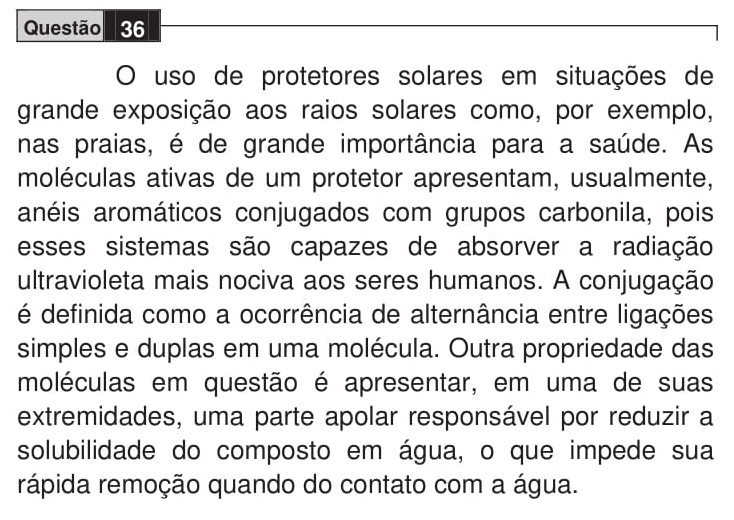 Questão 36
O uso de protetores solares em situações de
grande exposição aos raios solares como, por exemplo,
nas praias, é de grande importância para a saúde. As
moléculas ativas de um protetor apresentam, usualmente,
anéis aromáticos conjugados com grupos carbonila, pois
esses sistemas são capazes de absorver a radiação
ultravioleta mais nociva aos seres humanos. A conjugação
é definida como a ocorrência de alternância entre ligações
simples e duplas em uma molécula. Outra propriedade das
moléculas em questão é apresentar, em uma de suas
extremidades, uma parte apolar responsável por reduzir a
solubilidade do composto em água, o que impede sua
rápida remoção quando do contato com a água.